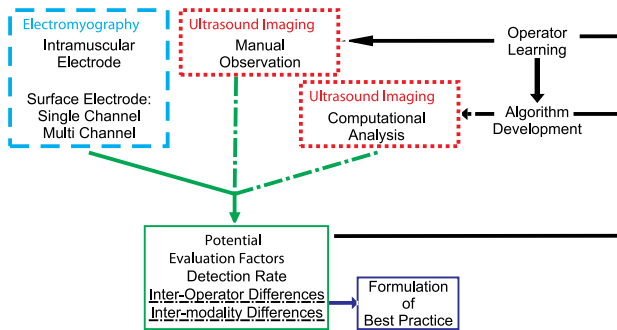 Electromyography
Intramuscular
Electrode
Surface Electrode:
Single Channel
Multi Channel
Ultrasound Imaging
Manual
Observation
Ultrasound Imaging
Computational
Analysis
Operator
Learning
Algorithm
Development
Potential
Evaluation Factors
Detection Rate
Inter-Operator Differences
Inter-modality Differences
Formulation
of
Best Practice